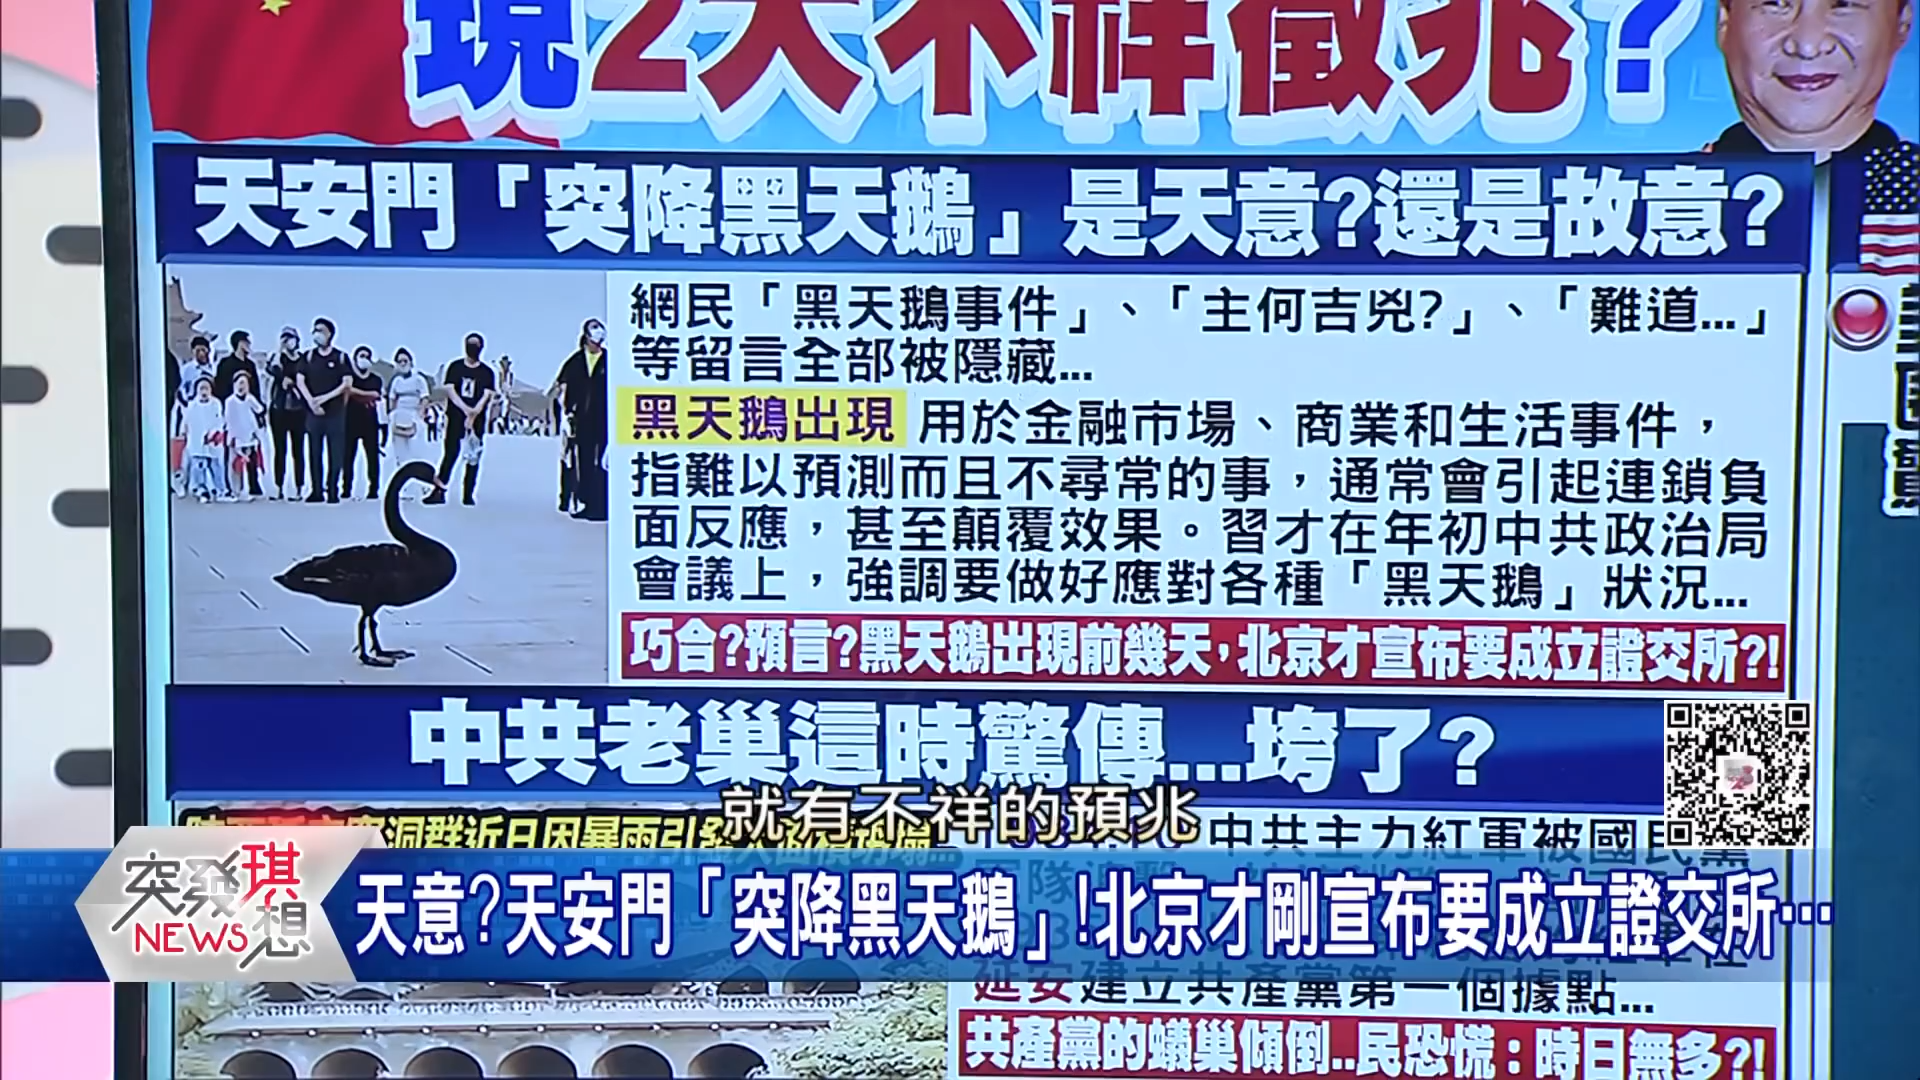 現2大不祥徵兆?
天安門「突降黑天鵝」是天意?還是故意?
網民「黑天鵝事件」、「主何吉兇?」、「難道...」
等留言全部被隱藏...
黑天鵝出現 用於金融市場、商業和生活事件，
指難以預測而且不尋常的事，通常會引起連鎖負
面反應，甚至顛覆效果。習才在年初中共政治局
會議上，強調要做好應對各種「黑天鵝」狀況...
巧合?預言?黑天鵝出現前幾天，北京才宣布要成立證交所?!
中共老巢這時驚傳...垮了?
洞群近日因暴雨引發
中共主力紅軍被國民黨
就有不祥的預兆
突發琪想
NEWS
天意?天安門「突降黑天鵝」!北京才剛宣布要成立證交所…
延安建立共產黨第一個據點...
共產黨的蟻巢傾倒..民恐慌：時日無多?!